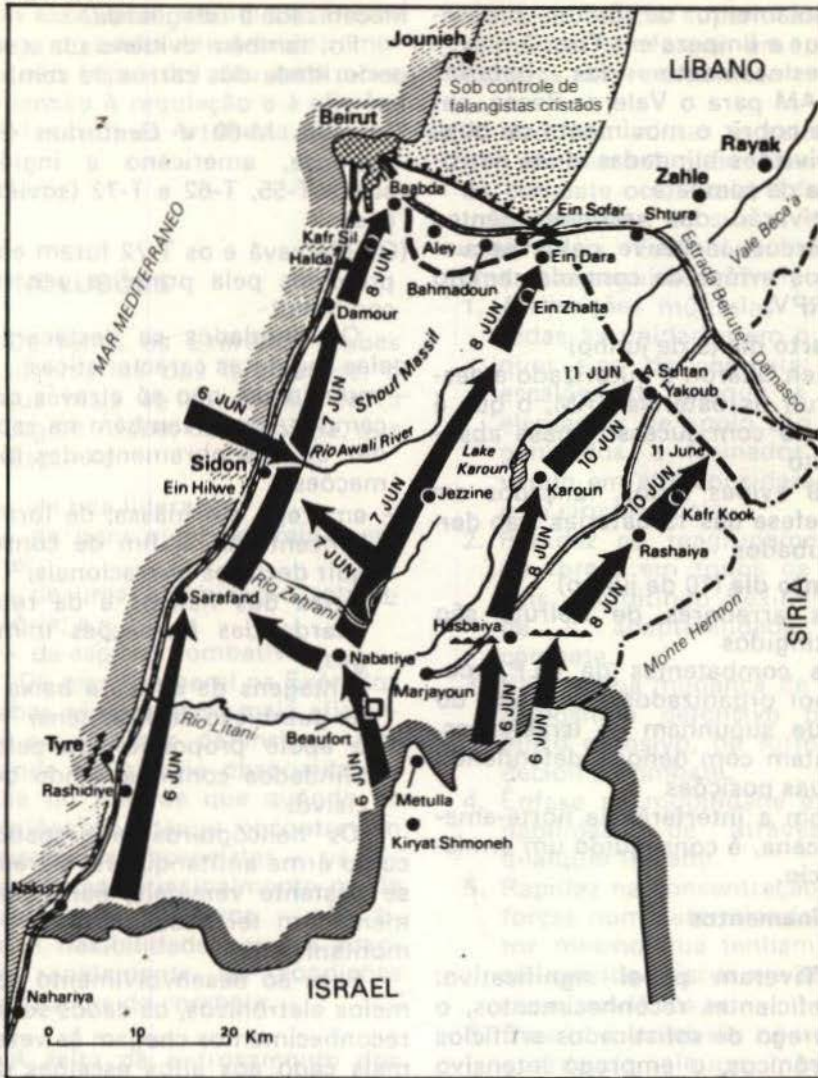 Jounieh
LÍBANO
Sob controle de
falangistas cristãos
Beirut
Rayak
Zahle
Baabda
Ein Sofar
Shtura
Vale Beca'a
Kafr Sil
Halda
Aley
Ein Dara
Estrada Beirute-Damasco
Bahmadoun
8 JUN
Ein Zhalta
MAR MEDITERRÂNEO
Damour
8 JUN
Shouf Massif
11 JUN
A Saltan
Yakoub
6 JUN
JUN
Rio Awali River
Lake
Karoun
10 JUN
11 June
Sidon
Ein Hilwe
Jezzine
7 JUN
Karoun
10 JUN
Kafr Kook
7 JUN
8 JUN
Rashaiya
Sarafand
Rio Zahrani
8 JUN
SÍRIA
Hasbaiya
Monte Hermon
Nabatiya
Marjayoun
Rio Litani
6 JUN
6 JUN
Beaufort
Tyre
6 JUN
6 JUN
Rashidiye
Metulla
Kiryat Shmoneh
Nakura
ISRAEL
Nahariya
0 10 20 Km